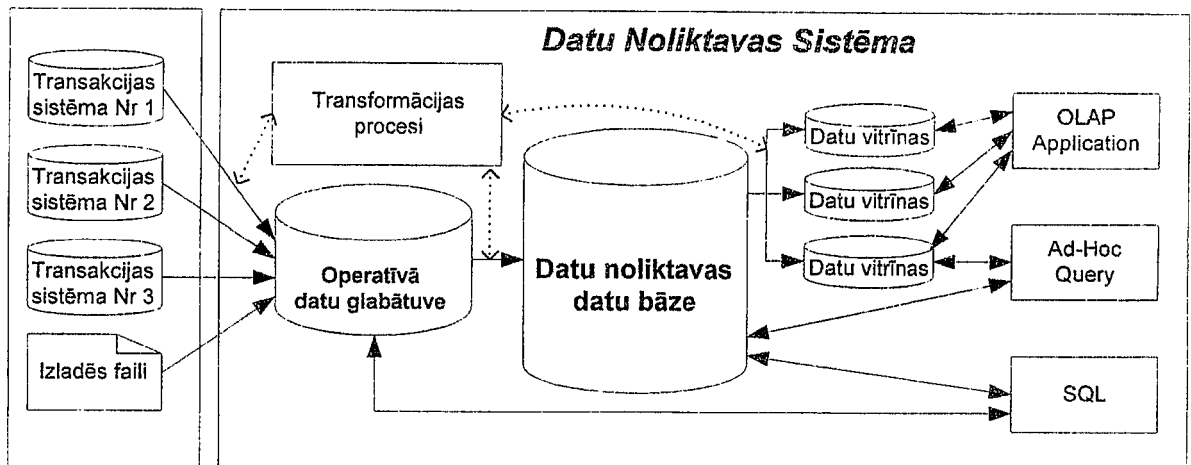 Datu Noliktavas Sistēma
Transakcijas
sistēma Nr 1
Transakcijas
sistēma Nr 2
Transakcijas
sistēma Nr 3
Izladēs faili
Transformācijas
procesi
Operatīvā
datu glabātuve
Datu noliktavas
datu bāze
Datu vitrīnas
Datu vitrīnas
Datu vitrīnas
OLAP
Application
Ad-Hoc
Query
SQL